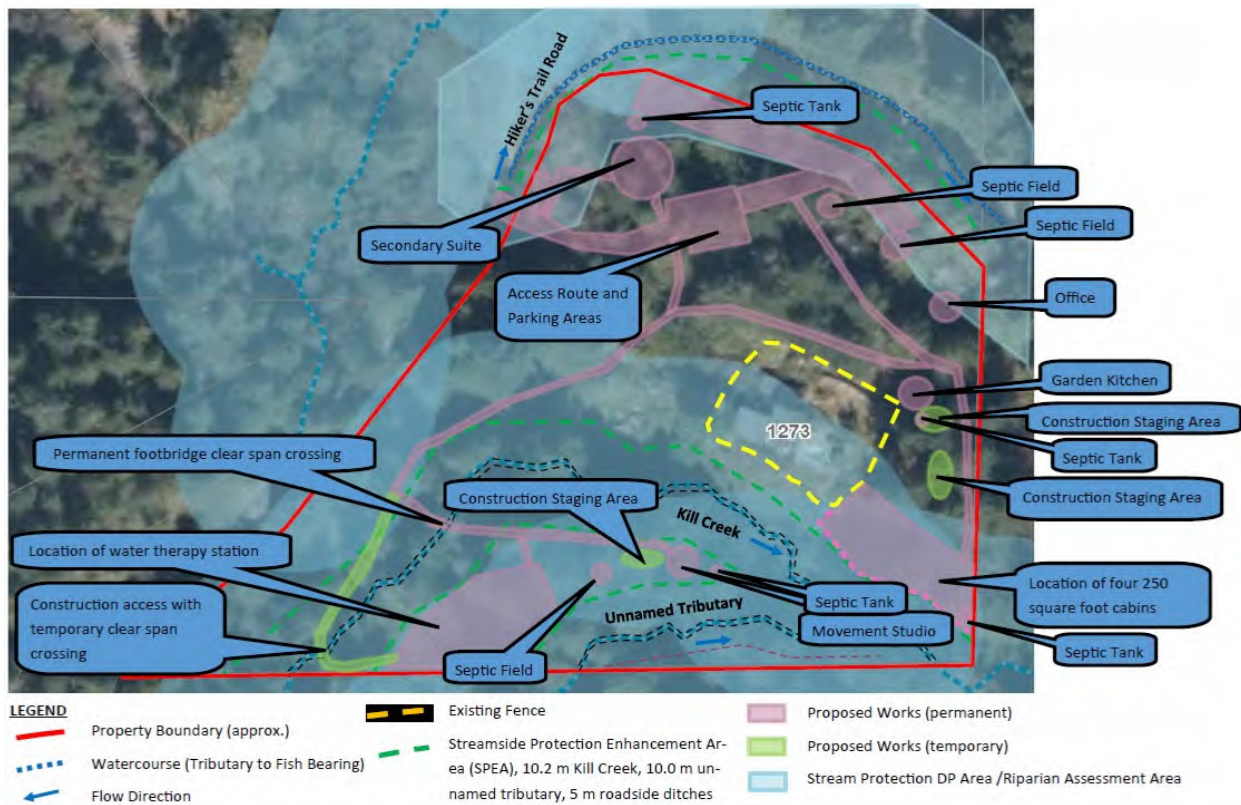 Hiker's Trail Road
Septic Tank
Septic Field
Septic Field
Secondary Suite
Access Route and
Parking Areas
Office
Garden Kitchen
1273
Construction Staging Area
Permanent footbridge clear span crossing
Septic Tank
Construction Staging Area
Construction Staging Area
Kill Creek
Location of water therapy station
Construction access with
temporary clear span
crossing
Location of four 250
square foot cabins
Septic Tank
Unnamed Tributary
Movement Studio
Septic Field
Septic Tank
LEGEND
Property Boundary (approx.)
Watercourse (Tributary to Fish Bearing)
Flow Direction
Existing Fence
Streamside Protection Enhancement Ar-
ea (SPEA), 10.2 m Kill Creek, 10.0 m un-
named tributary, 5 m roadside ditches
Proposed Works (permanent)
Proposed Works (temporary)
Stream Protection DP Area /Riparian Assessment Area